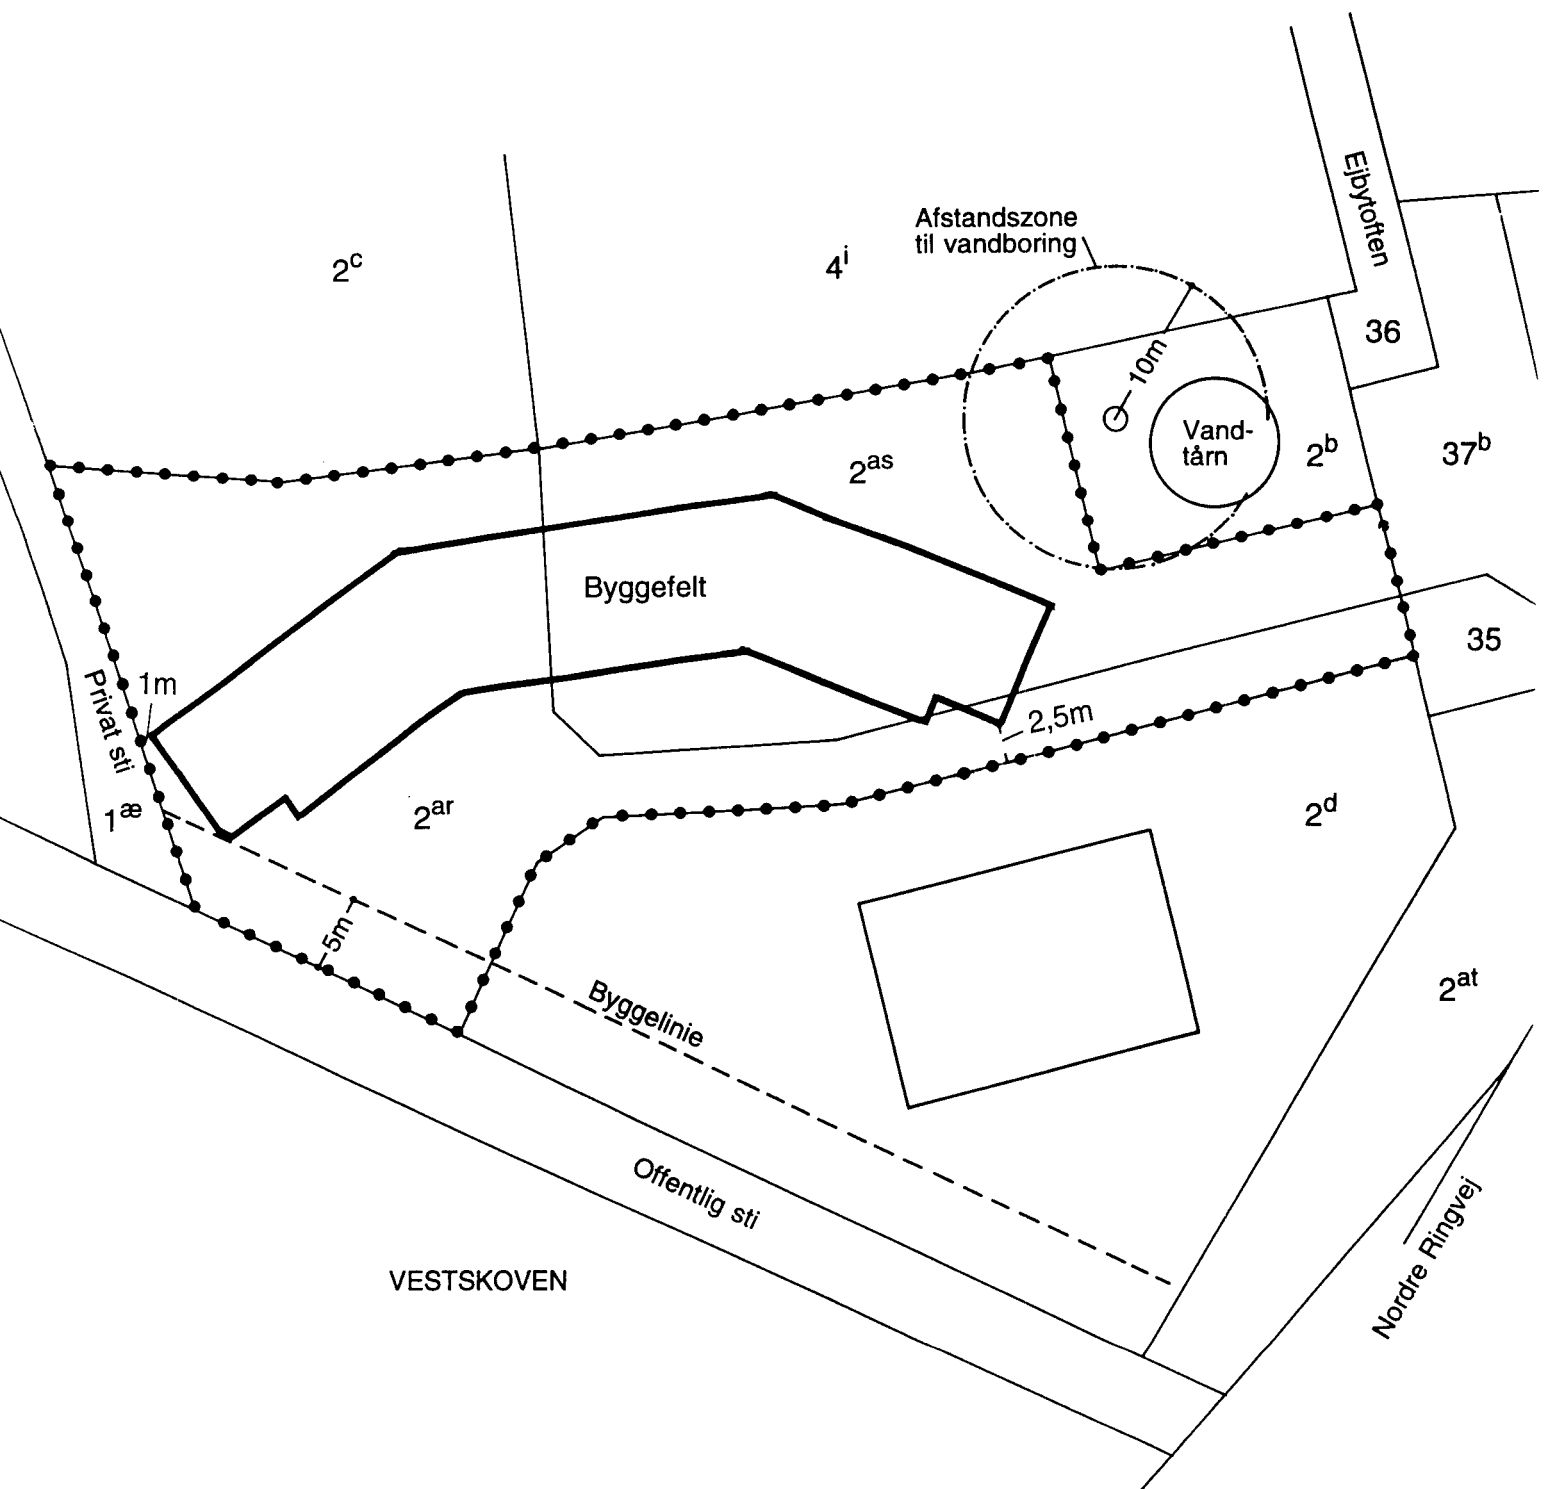 Ejbytoften
Afstandszone
til vandboring
2c
4i
36
10m
Vand-
tårn
2b
37b
2as
Byggefelt
35
1m
Privat sti
2,5m
1æ
2ar
2d
5m
Byggelinie
2at
Offentlig sti
Nordre Ringvej
VESTSKOVEN